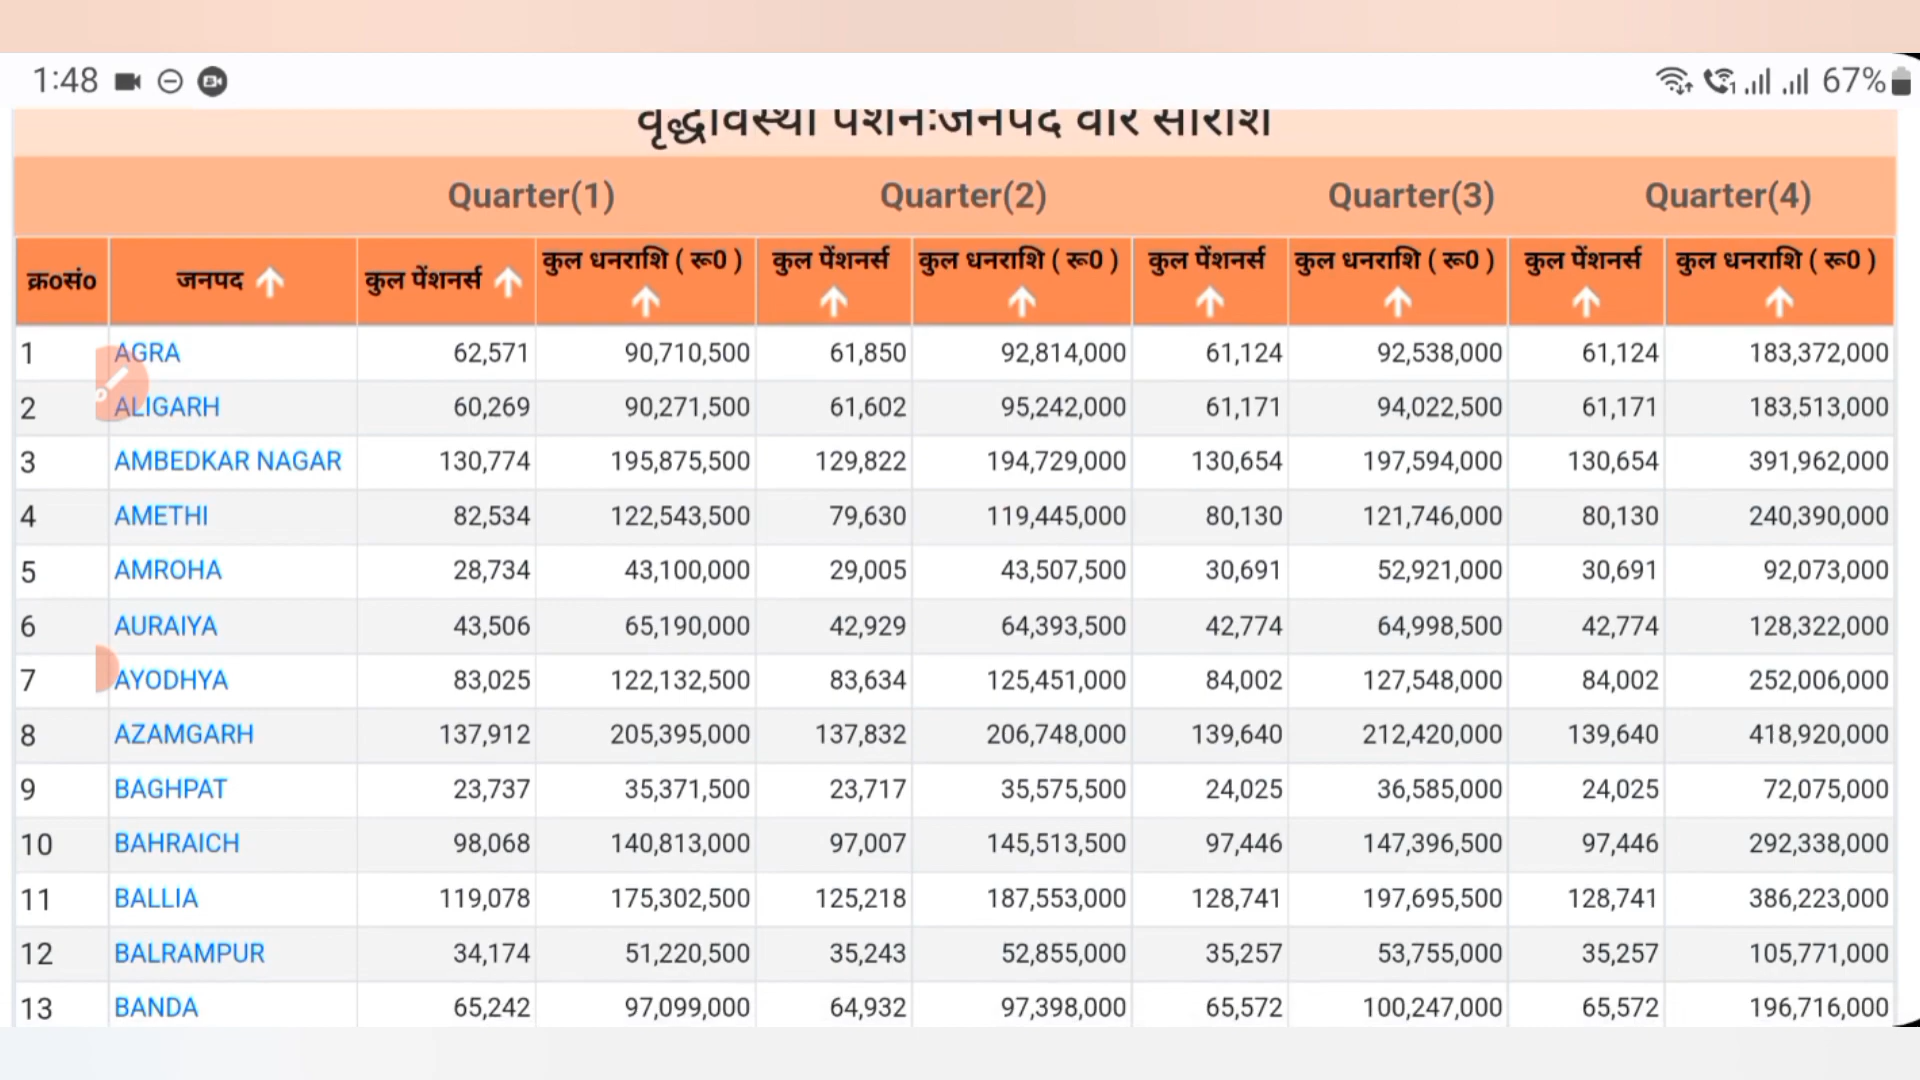 1:48 67%
वृद्धावस्था पेंशनःजनपद वार सारांश
Quarter(1) Quarter(2) Quarter(3) Quarter(4)
क्र०सं० जनपद कुल पेंशनर्स कुल धनराशि ( रू0 ) कुल पेंशनर्स कुल धनराशि ( रू0 ) कुल पेंशनर्स कुल धनराशि ( रू0 ) कुल पेंशनर्स कुल धनराशि ( रू0 )
1 AGRA 62,571 90,710,500 61,850 92,814,000 61,124 92,538,000 61,124 183,372,000
2 ALIGARH 60,269 90,271,500 61,602 95,242,000 61,171 94,022,500 61,171 183,513,000
3 AMBEDKAR NAGAR 130,774 195,875,500 129,822 194,729,000 130,654 197,594,000 130,654 391,962,000
4 AMETHI 82,534 122,543,500 79,630 119,445,000 80,130 121,746,000 80,130 240,390,000
5 AMROHA 28,734 43,100,000 29,005 43,507,500 30,691 52,921,000 30,691 92,073,000
6 AURAIYA 43,506 65,190,000 42,929 64,393,500 42,774 64,998,500 42,774 128,322,000
7 AYODHYA 83,025 122,132,500 83,634 125,451,000 84,002 127,548,000 84,002 252,006,000
8 AZAMGARH 137,912 205,395,000 137,832 206,748,000 139,640 212,420,000 139,640 418,920,000
9 BAGHPAT 23,737 35,371,500 23,717 35,575,500 24,025 36,585,000 24,025 72,075,000
10 BAHRAICH 98,068 140,813,000 97,007 145,513,500 97,446 147,396,500 97,446 292,338,000
11 BALLIA 119,078 175,302,500 125,218 187,553,000 128,741 197,695,500 128,741 386,223,000
12 BALRAMPUR 34,174 51,220,500 35,243 52,855,000 35,257 53,755,000 35,257 105,771,000
13 BANDA 65,242 97,099,000 64,932 97,398,000 65,572 100,247,000 65,572 196,716,000